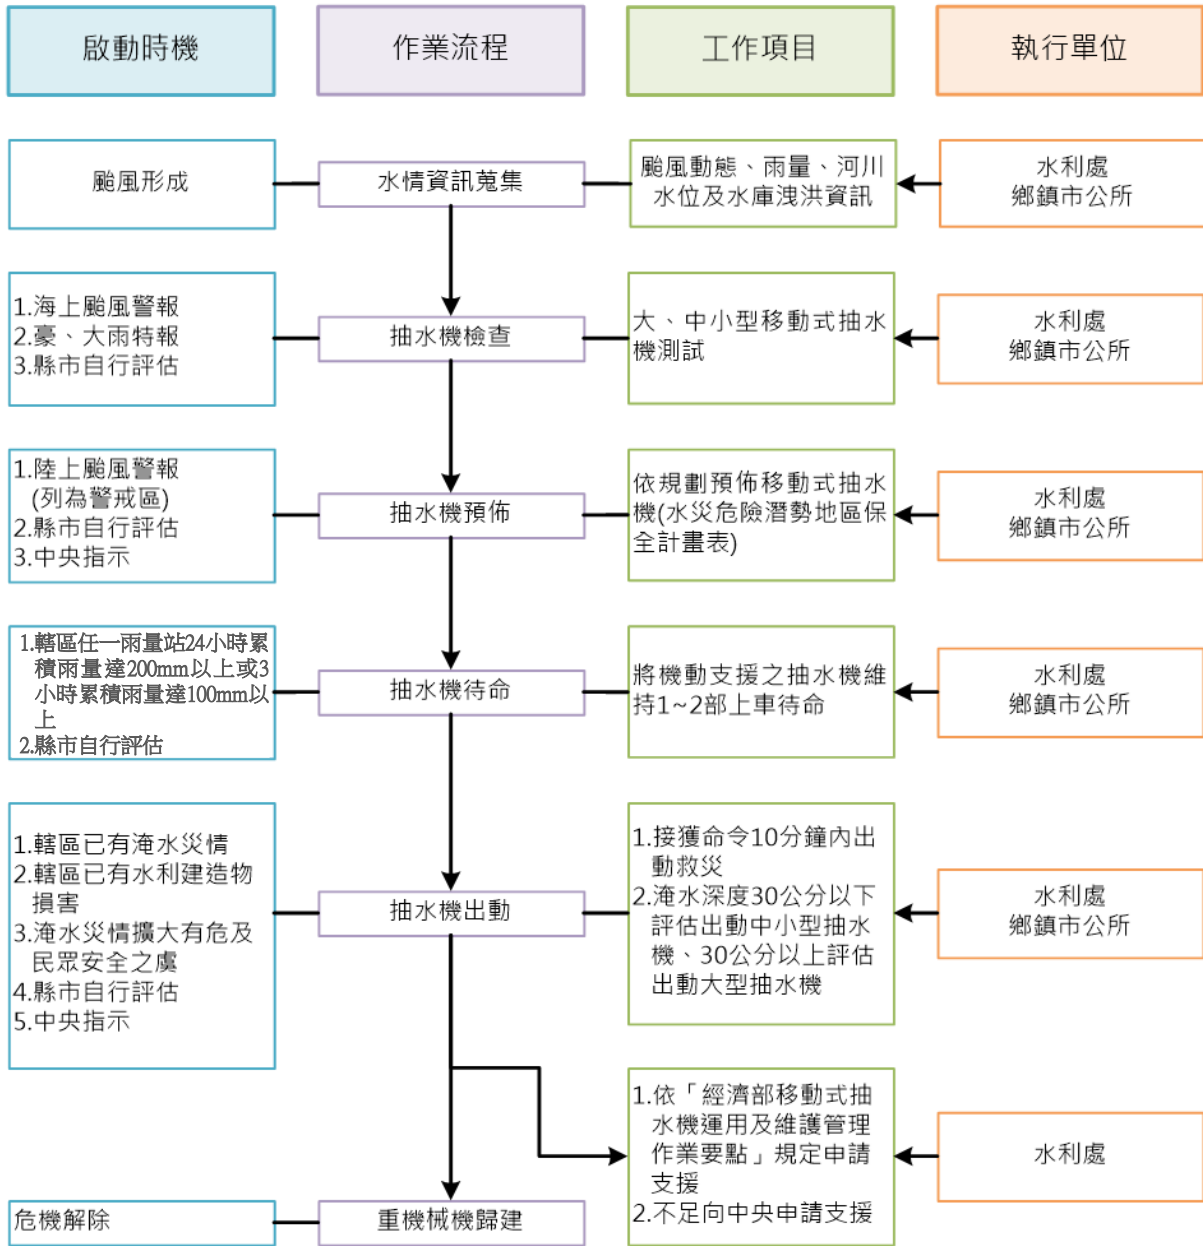 啟動時機
作業流程
工作項目
執行單位
颱風形成
水情資訊蒐集
颱風動態、雨量、河川
水位及水庫洩洪資訊
水利處
鄉鎮市公所
1.海上颱風警報
2.豪、大雨特報
3.縣市自行評估
抽水機檢查
大、中小型移動式抽水
機測試
水利處
鄉鎮市公所
1.陸上颱風警報
(列為警戒區)
2.縣市自行評估
3.中央指示
抽水機預佈
依規劃預佈移動式抽水
機(水災危險潛勢地區保
全計畫表)
水利處
鄉鎮市公所
1.轄區任一雨量站24小時累
積雨量達200mm以上或3
小時累積雨量達100mm以
上
2.縣市自行評估
抽水機待命
將機動支援之抽水機維
持1~2部上車待命
水利處
鄉鎮市公所
1.轄區已有淹水災情
2.轄區已有水利建造物
損害
3.淹水災情擴大有危及
民眾安全之虞
4.縣市自行評估
5.中央指示
抽水機出動
1.接獲命令10分鐘內出
動救災
2.淹水深度30公分以下
評估出動中小型抽水
機、30公分以上評估
出動大型抽水機
水利處
鄉鎮市公所
1.依「經濟部移動式抽
水機運用及維護管理
作業要點」規定申請
支援
2.不足向中央申請支援
水利處
危機解除
重機械機歸建